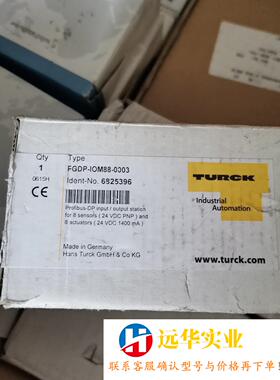 Qty Type
1 FGDP-IOM88-0303
0615H Ident-No. 6825396
CE
Profibus-DP input / output station
for 8 sensors ( 24 VDC PNP ) and
8 actuators ( 24 VDC 1400 mA )
Made in Germany
Hans Turck GmbH & Co KG
TURCK
Industrial
Automation
www.turck.com
远华实业
联系客服确认型号与价格再下单!